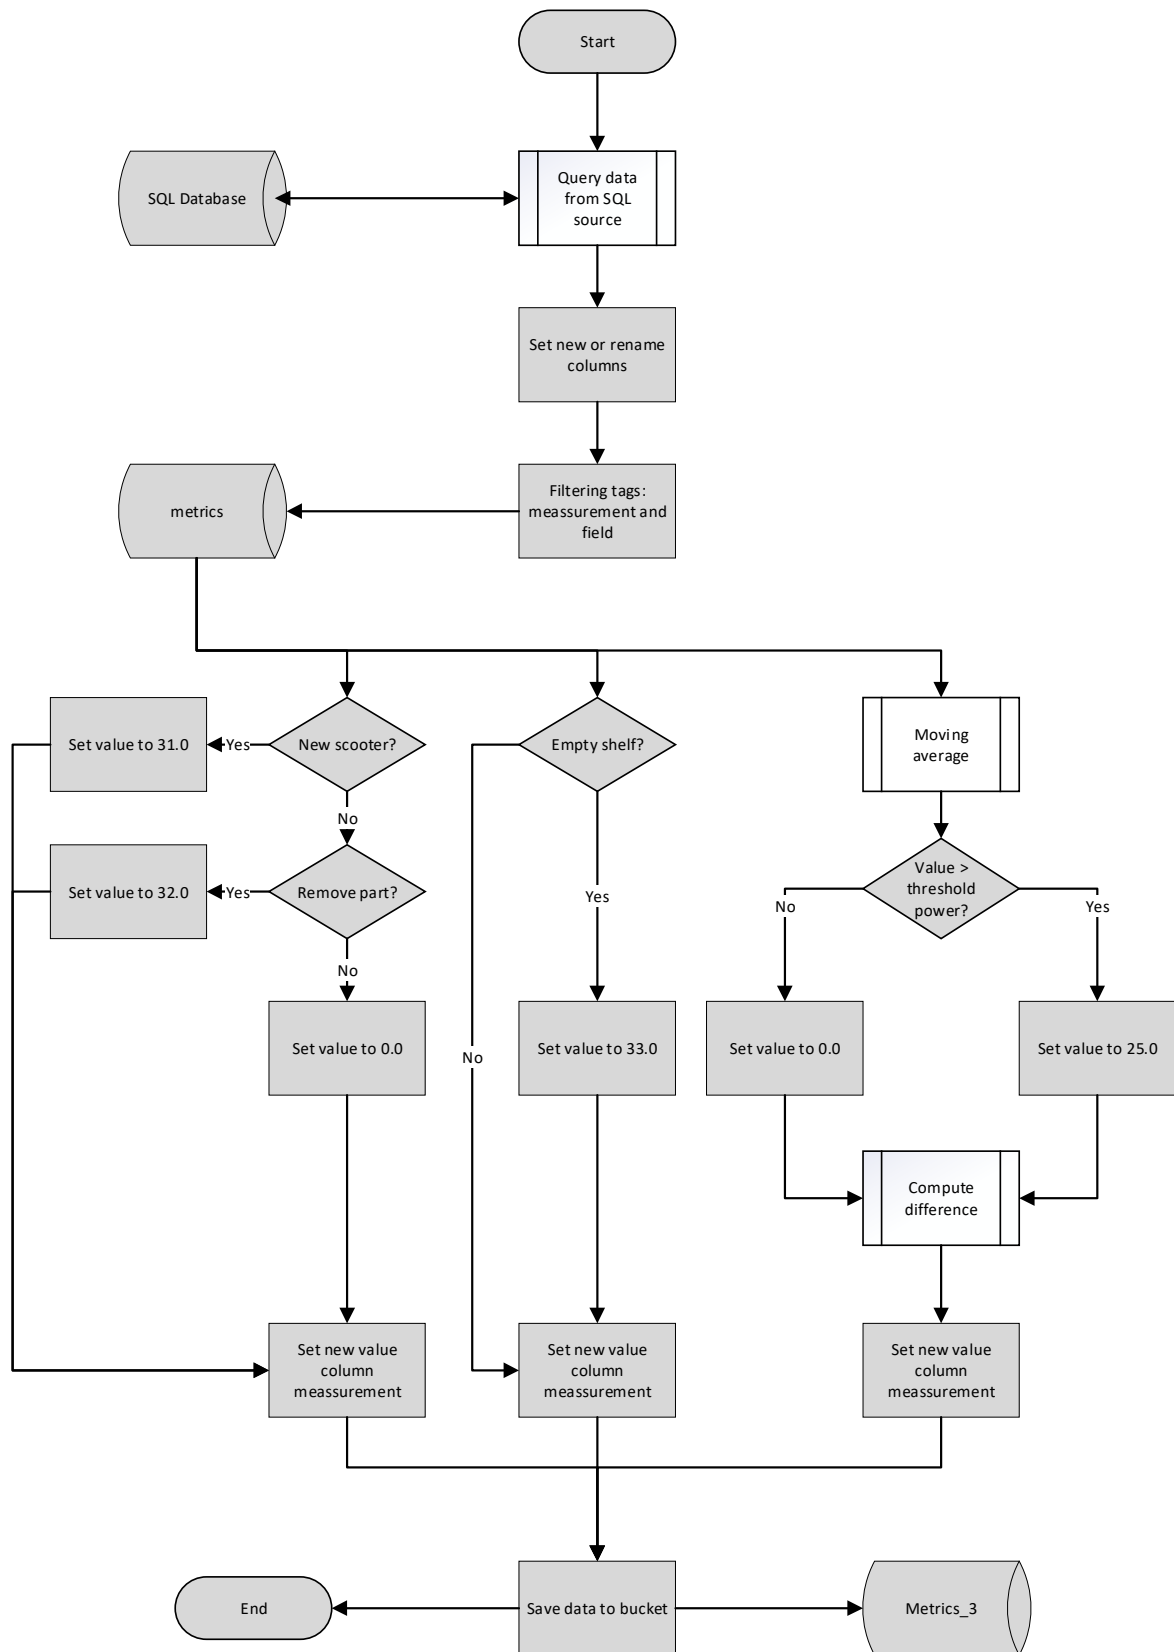 Start
SQL Database
Query data
from SQL
source
Set new or rename
columns
metrics
Filtering tags:
meassurement and
field
Set value to 31.0
Yes
New scooter?
Empty shelf?
Moving
average
No
Set value to 32.0
Yes
Remove part?
Yes
Value >
threshold
power?
No
Yes
No
Set value to 0.0
No
Set value to 33.0
Set value to 0.0
Set value to 25.0
Compute
difference
Set new value
column
meassurement
Set new value
column
meassurement
Set new value
column
meassurement
End
Save data to bucket
Metrics_3